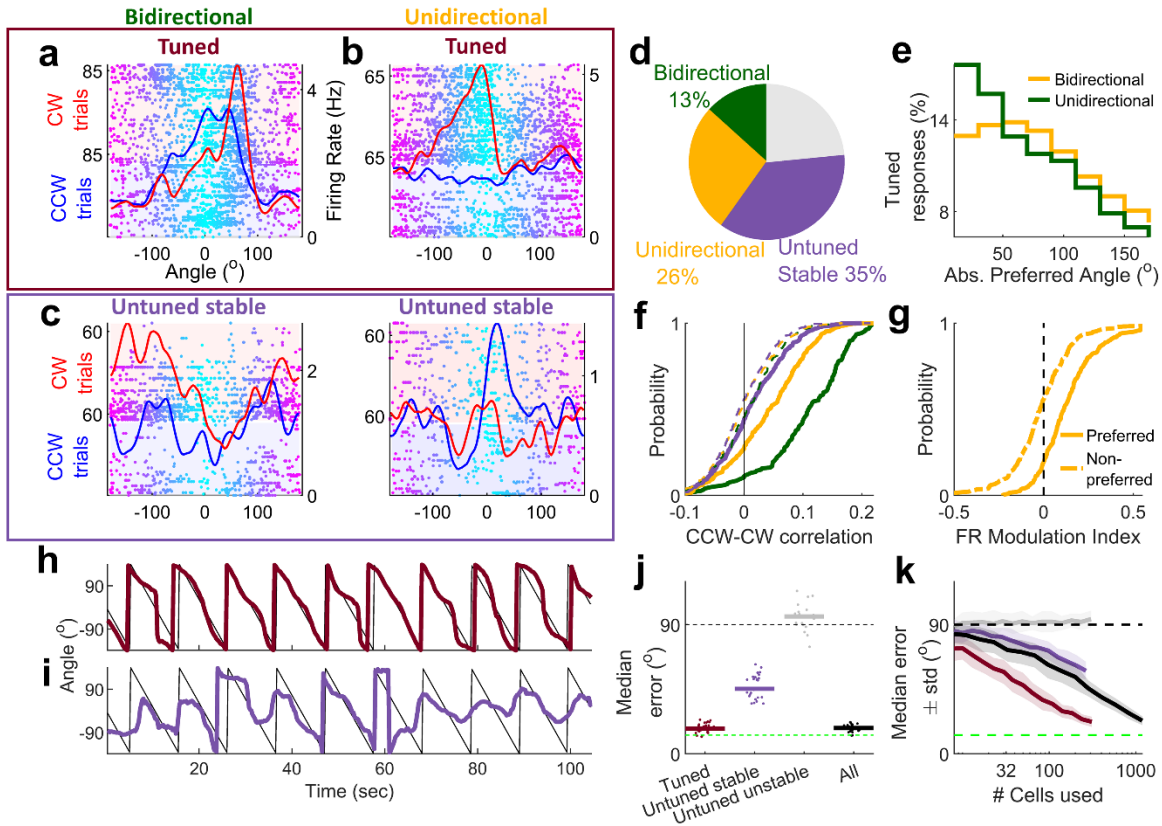 Bidirectional
Unidirectional
a
Tuned
b
Tuned
85
85
CW
trials
CCW
trials
4
2
0
Firing Rate (Hz)
65
65
5
0
-100 0 100
Angle (º)
-100 0 100
c
Untuned stable
Untuned stable
60
60
CW
trials
CCW
trials
2
1
0
60
60
1
0
-100 0 100
-100 0 100
d
Bidirectional
13%
Unidirectional
26%
Untuned
Stable 35%
e
Bidirectional
Unidirectional
Tuned
responses (%)
14
8
50 100 150
Abs. Preferred Angle (º)
f
Probability
1
0
-0.1 0 0.1 0.2
CCW-CW correlation
g
Probability
1
0
Preferred
Non-
preferred
-0.5 0 0.5
FR Modulation Index
h
90
-90
i
Angle (º)
90
-90
20 40 60 80 100
Time (sec)
j
Median
error (º)
90
0
Tuned
Untuned stable
Untuned unstable
All
k
Median error
± std (º)
90
0
32 100 1000
# Cells used